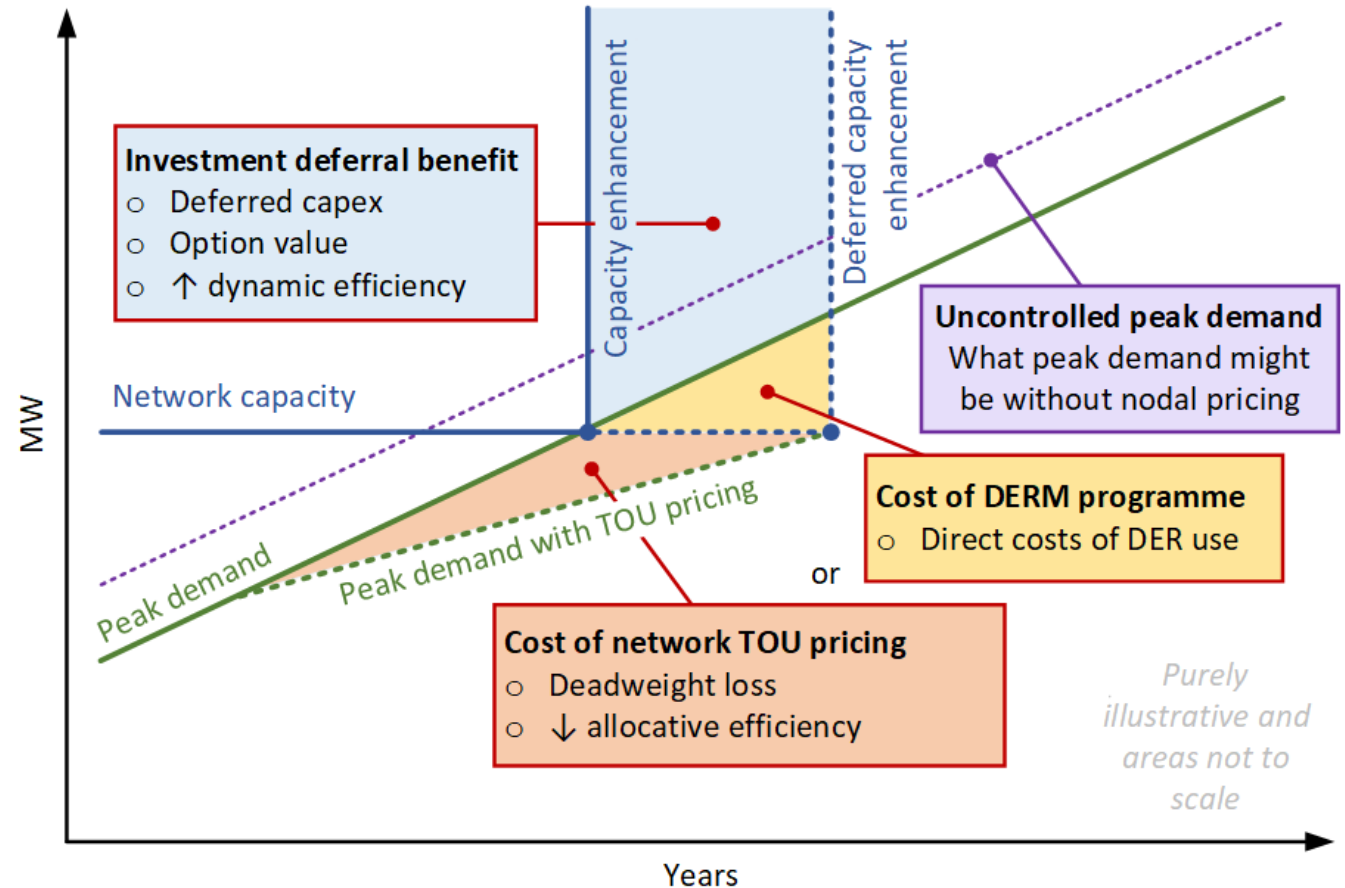 Investment deferral benefit
o Deferred capex
o Option value
o ↑ dynamic efficiency
Capacity enhancement
Deferred capacity
enhancement
Uncontrolled peak demand
What peak demand might
be without nodal pricing
Network capacity
MW
Cost of DERM programme
o Direct costs of DER use
Peak demand
Peak demand with TOU pricing
or
Cost of network TOU pricing
o Deadweight loss
o ↓ allocative efficiency
Purely
illustrative and
areas not to
scale
Years